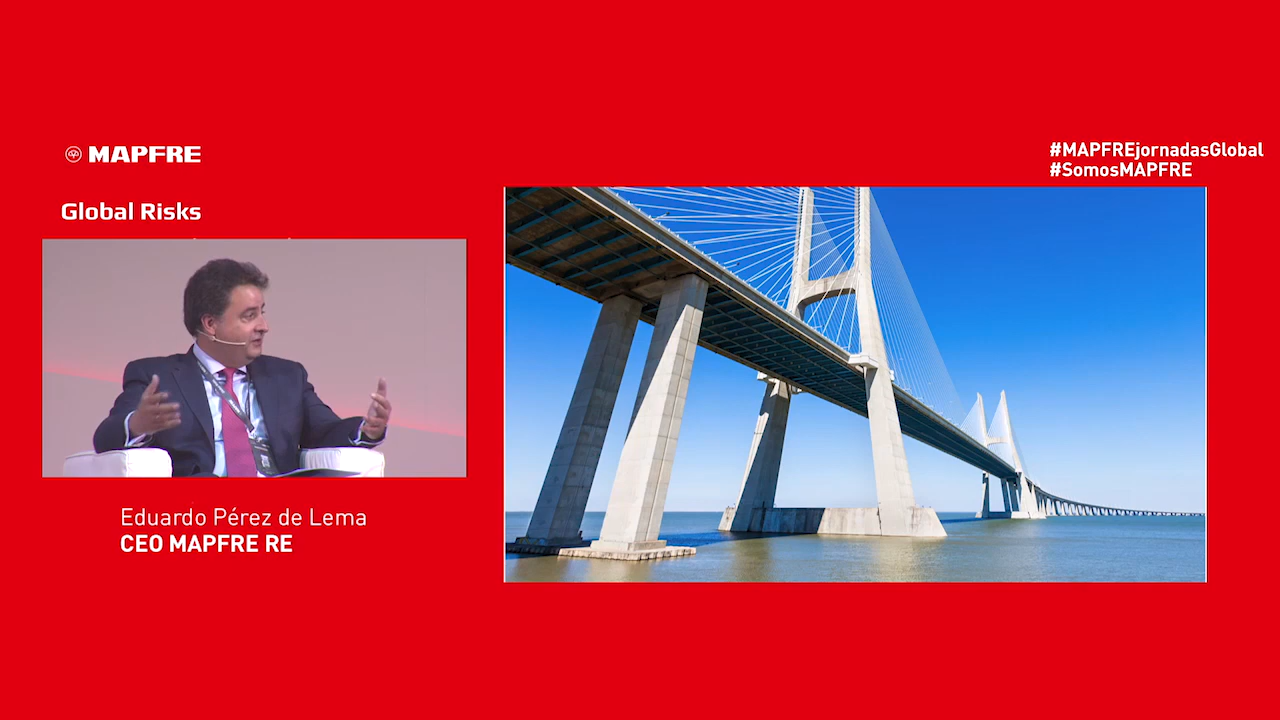 MAPFRE
#MAPFREjornadasGlobal
#SomosMAPFRE
Global Risks
Eduardo Pérez de Lema
CEO MAPFRE RE